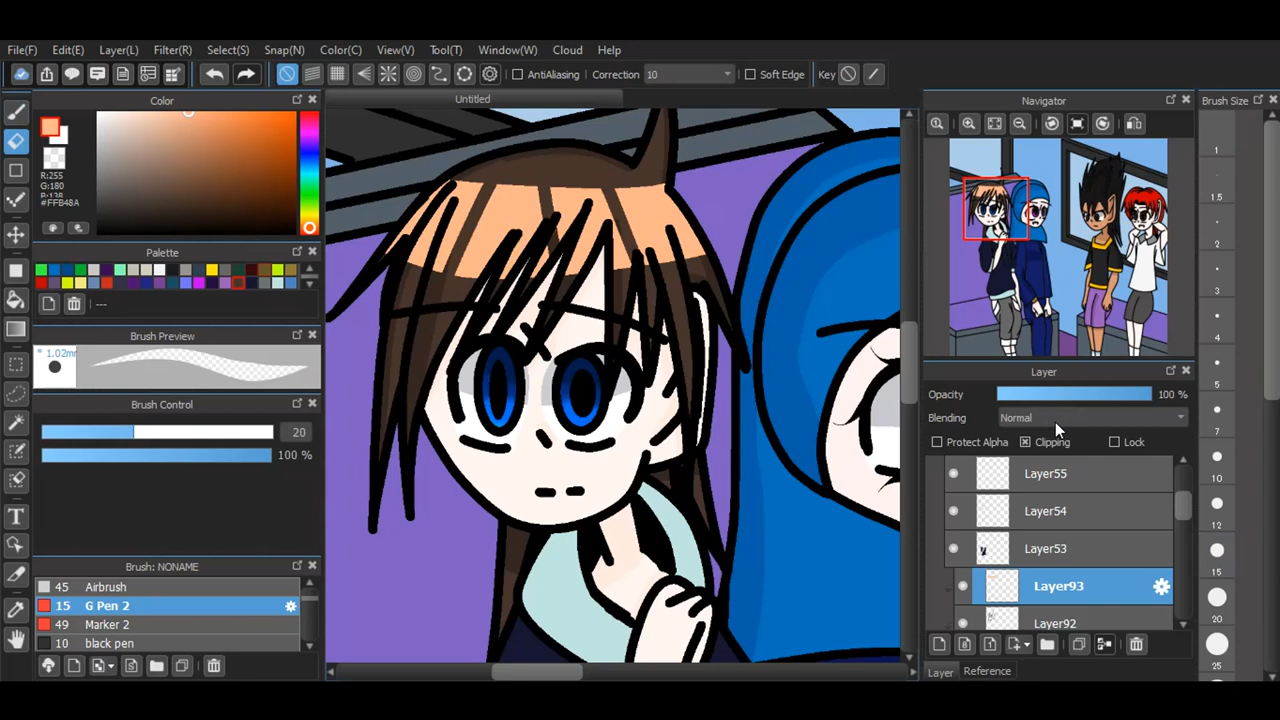 File(F) Edit(E) Layer(L) Filter(R) Select(S) Snap(N) Color(C) View(V) Tool(T) Window(W) Cloud Help
AntiAliasing Correction 10 Soft Edge Key
Color
R:255
G:180
B:138
#FFB48A
Palette
---
Brush Preview
* 1.02mm
Brush Control
20
100 %
Brush: NONAME
45 Airbrush
15 G Pen 2
49 Marker 2
10 black pen
Untitled
Navigator
Layer
Opacity 100 %
Blending Normal
Protect Alpha Clipping Lock
Layer55
Layer54
Layer53
Layer93
Layer92
Layer Reference
Brush Size
1
1.5
2
3
4
5
7
10
12
15
20
25